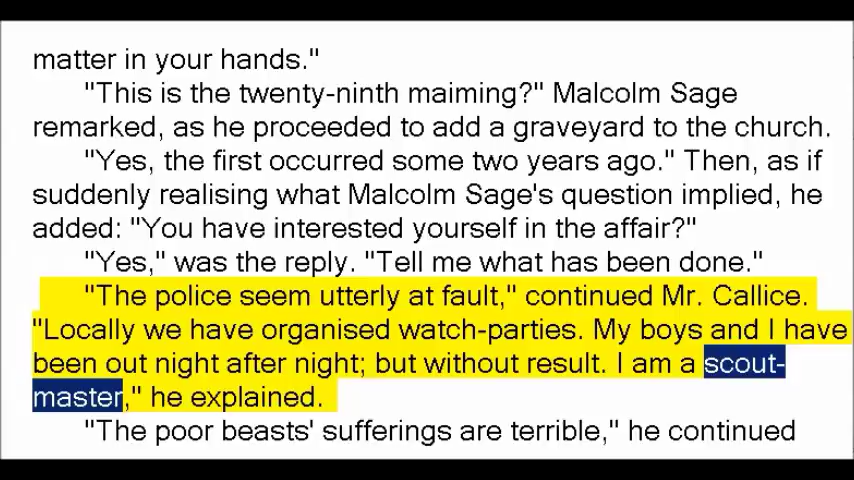 matter in your hands."
"This is the twenty-ninth maiming?" Malcolm Sage
remarked, as he proceeded to add a graveyard to the church.
"Yes, the first occurred some two years ago." Then, as if
suddenly realising what Malcolm Sage's question implied, he
added: "You have interested yourself in the affair?"
"Yes," was the reply. "Tell me what has been done."
"The police seem utterly at fault," continued Mr. Callice.
"Locally we have organised watch-parties. My boys and I have
been out night after night; but without result. I am a scout-
master," he explained.
"The poor beasts' sufferings are terrible," he continued